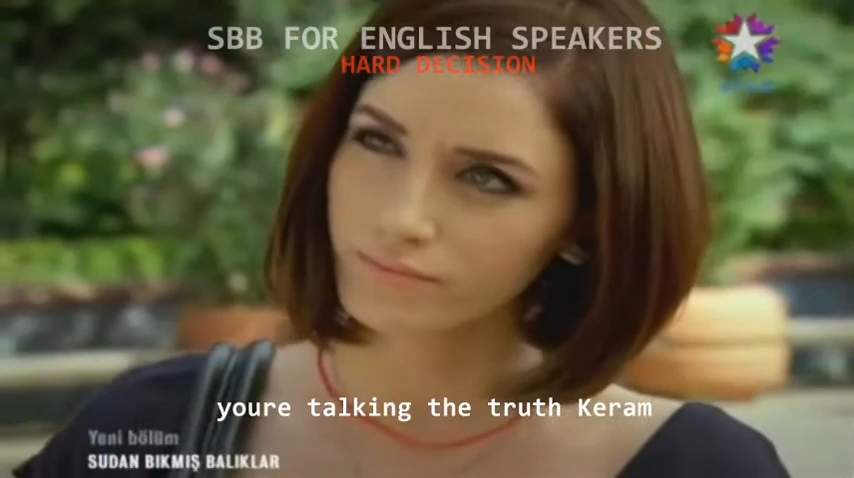 SBB FOR ENGLISH SPEAKERS
HARD DECISION
youre talking the truth Keram
Yeni bölüm
SUDAN BIKMIŞ BALIKLAR